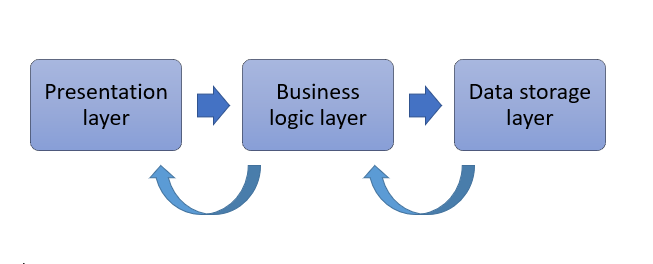 Presentation
layer
Business
logic layer
Data storage
layer